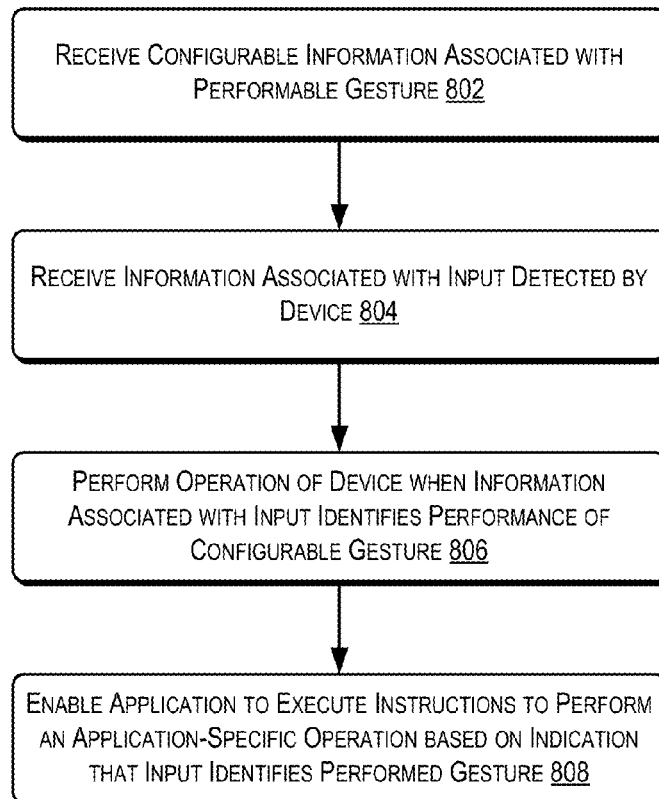 RECEIVE CONFIGURABLE INFORMATION ASSOCIATED WITH
PERFORMABLE GESTURE 802
RECEIVE INFORMATION ASSOCIATED WITH INPUT DETECTED BY
DEVICE 804
PERFORM OPERATION OF DEVICE WHEN INFORMATION
ASSOCIATED WITH INPUT IDENTIFIES PERFORMANCE OF
CONFIGURABLE GESTURE 806
ENABLE APPLICATION TO EXECUTE INSTRUCTIONS TO PERFORM
AN APPLICATION-SPECIFIC OPERATION BASED ON INDICATION
THAT INPUT IDENTIFIES PERFORMED GESTURE 808